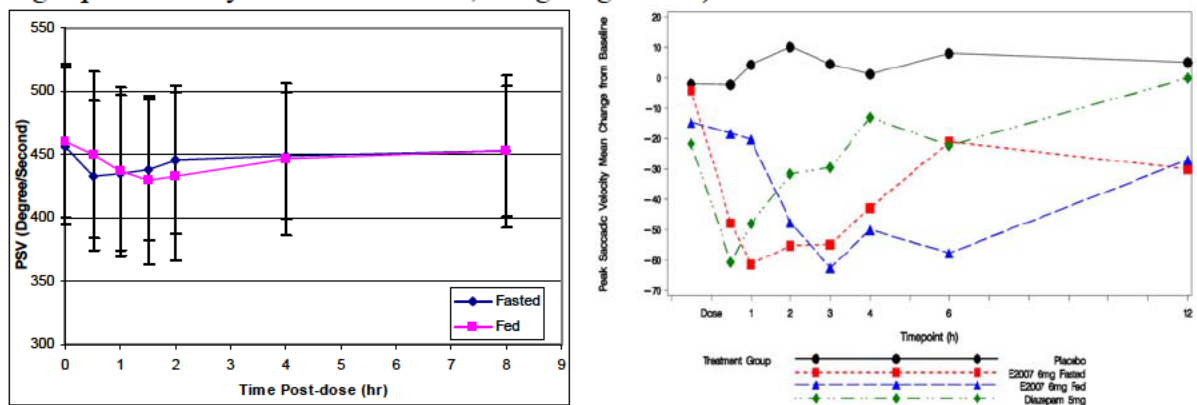 550
500
450
400
350
300
PSV (Degree/Second)
0 1 2 3 4 5 6 7 8 9
Time Post-dose (hr)
Fasted
Fed
Peak Saccadic Velocity Mean Change from Baseline
20
10
0
-10
-20
-30
-40
-50
-60
-70
Dose 1 2 3 4 6 12
Timepoint (h)
Treatment Group
Placebo
E2007 6mg Fasted
E2007 6mg Fed
Diazepam 5mg